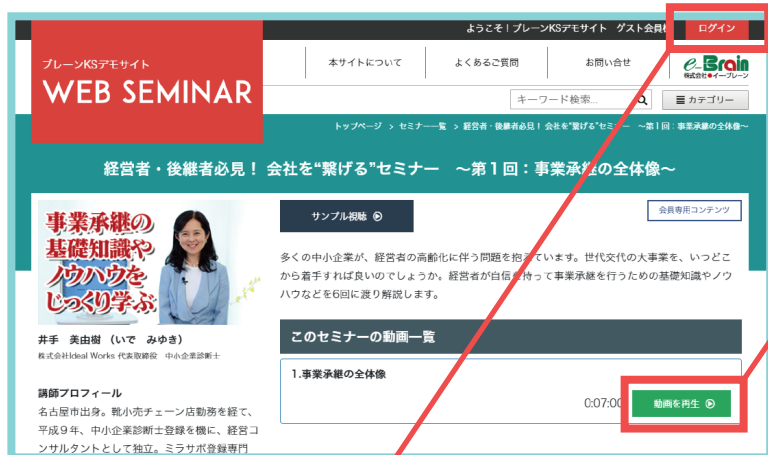 ようこそ！ブレーンKSデモサイト ゲスト会員
ログイン
ブレーンKSデモサイト
WEB SEMINAR
本サイトについて
よくあるご質問
お問い合せ
e-Brain
株式会社●イーブレーン
キーワード検索...
カテゴリー
トップページ > セミナー一覧 > 経営者・後継者必見！会社を"繋げる"セミナー ～第1回：事業承継の全体像～
経営者・後継者必見！ 会社を“繋げる”セミナー ～第1回：事業承継の全体像～
事業承継の
基礎知識や
ノウハウを
じっくり学ぶ
サンプル視聴
会員専用コンテンツ
多くの中小企業が、経営者の高齢化に伴う問題を抱えています。世代交代の大事業を、いつどこ
から着手すれば良いのでしょうか。経営者が自信を持って事業承継を行うための基礎知識やノウ
ハウなどを6回に渡り解説します。
井手 美由樹 （いで みゆき）
株式会社Ideal Works 代表取締役 中小企業診断士
このセミナーの動画一覧
1.事業承継の全体像
0:07:00
動画を再生
講師プロフィール
名古屋市出身。靴小売チェーン店勤務を経て、
平成９年、中小企業診断士登録を機に、経営コ
ンサルタントとして独立。ミラサポ登録専門